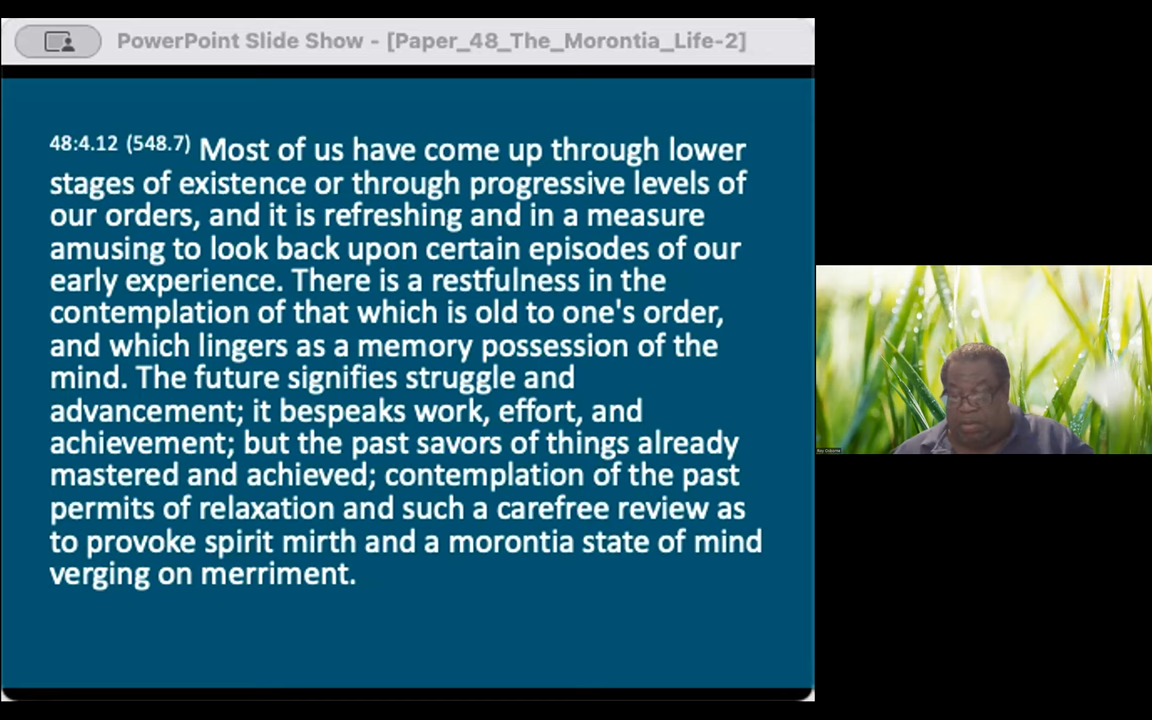 PowerPoint Slide Show - [Paper_48_The_Morontia_Life-2]
48:4.12 (548.7) Most of us have come up through lower
stages of existence or through progressive levels of
our orders, and it is refreshing and in a measure
amusing to look back upon certain episodes of our
early experience. There is a restfulness in the
contemplation of that which is old to one's order,
and which lingers as a memory possession of the
mind. The future signifies struggle and
advancement; it bespeaks work, effort, and
achievement; but the past savors of things already
mastered and achieved; contemplation of the past
permits of relaxation and such a carefree review as
to provoke spirit mirth and a morontia state of mind
verging on merriment.